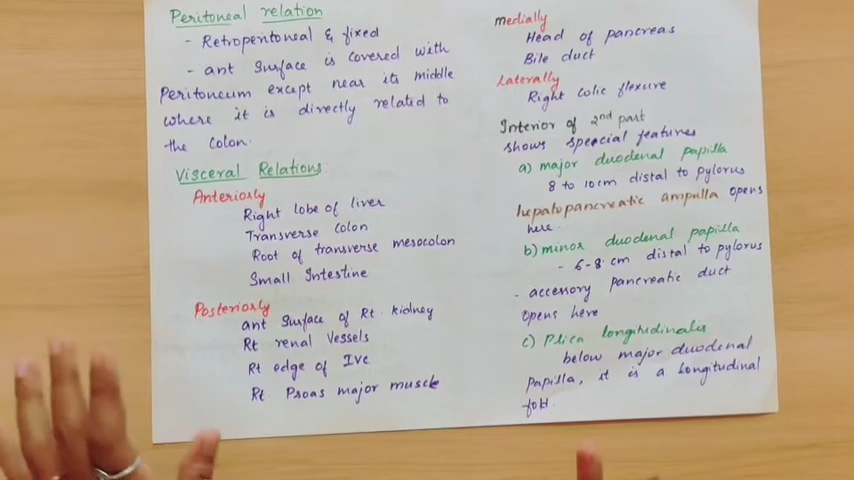 Peritoneal relation
- Retroperitoneal & fixed
- ant surface is covered with
Peritoneum except near its middle
where it is directly related to
the colon.
Visceral Relations
Anteriorly
Right lobe of liver
Transverse colon
Root of transverse mesocolon
Small Intestine
Posteriorly
ant surface of Rt. kidney
Rt renal vessels
Rt edge of IVC
Rt Psoas major muscle
medially
Head of pancreas
Bile duct
Laterally
Right colic flexure
Interior of 2nd part
shows speacial features
a) major duodenal papilla
8 to 10cm distal to pylorus
hepatopancreatic ampulla opens
here.
b) minor duodenal papilla
- 6-8 cm distal to pylorus
- accessory pancreatic duct
opens here
c) Plica longitudinalis
below major duodenal
papilla, it is a longitudinal
fold.